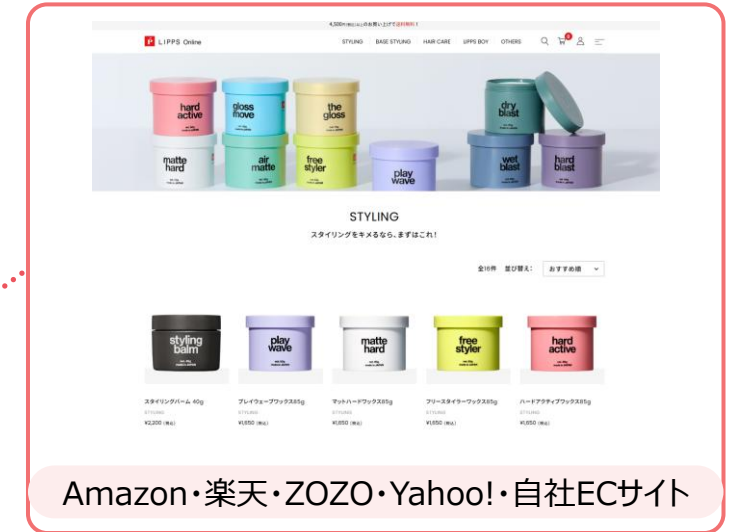 4,500円(税込)以上のお買い上げで送料無料！
LIPPS Online
STYLING BASE STYLING HAIR CARE LIPPS BOY OTHERS
hard active
gloss move
the gloss
dry blast
matte hard
air matte
free styler
play wave
wet blast
hard blast
STYLING
スタイリングをキメるなら、まずはこれ！
全16件 並び替え： おすすめ順
styling balm
play wave
matte hard
free styler
hard active
スタイリングバーム 40g
プレイウェーブワックス85g
マットハードワックス85g
フリースタイラーワックス85g
ハードアクティブワックス85g
STYLING
STYLING
STYLING
STYLING
STYLING
¥2,200 (税込)
¥1,650 (税込)
¥1,650 (税込)
¥1,650 (税込)
¥1,650 (税込)
Amazon・楽天・ZOZO・Yahoo!・自社ECサイト